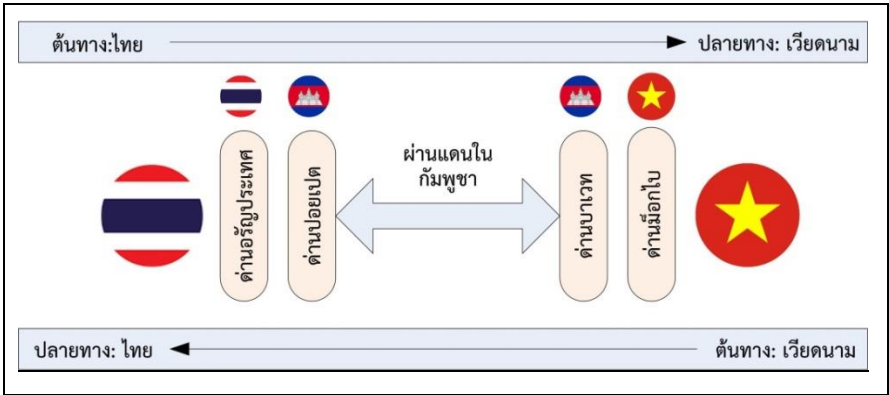 ต้นทาง:ไทย
ปลายทาง: เวียดนาม
ด่านอรัญประเทศ
ด่านปอยเปต
ผ่านแดนใน
กัมพูชา
ด่านบาเวท
ด่านม็อกไบ
ปลายทาง: ไทย
ต้นทาง: เวียดนาม